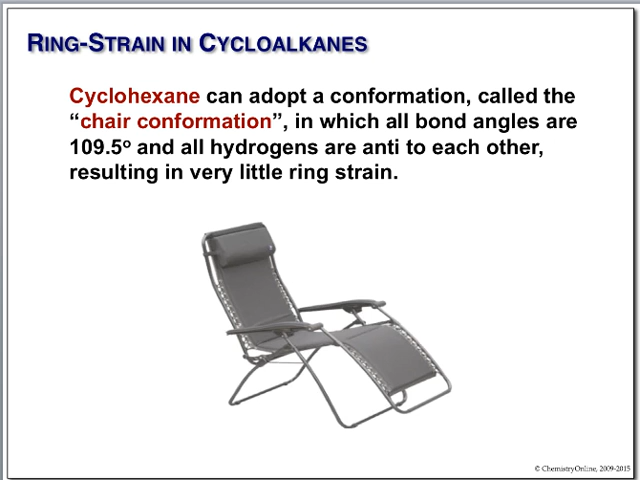 RING-STRAIN IN CYCLOALKANES
Cyclohexane can adopt a conformation, called the
“chair conformation”, in which all bond angles are
109.5º and all hydrogens are anti to each other,
resulting in very little ring strain.
© ChemistryOnline, 2009-2015